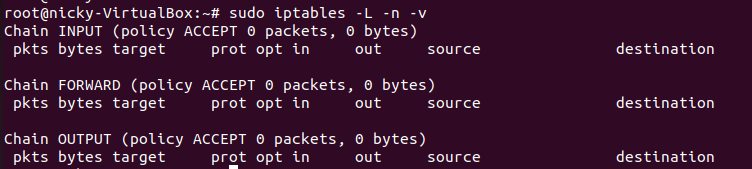 root@nicky-VirtualBox:~# sudo iptables -L -n -v
Chain INPUT (policy ACCEPT 0 packets, 0 bytes)
 pkts bytes target     prot opt in     out     source               destination

Chain FORWARD (policy ACCEPT 0 packets, 0 bytes)
 pkts bytes target     prot opt in     out     source               destination

Chain OUTPUT (policy ACCEPT 0 packets, 0 bytes)
 pkts bytes target     prot opt in     out     source               destination